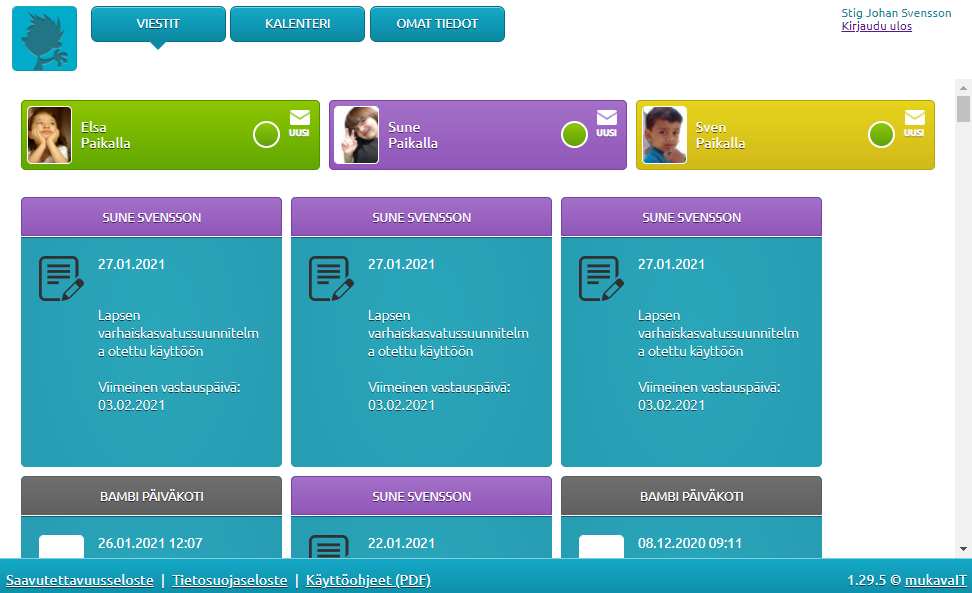 VIESTIT KALENTERI OMAT TIEDOT
Stig Johan Svensson
Kirjaudu ulos
Elsa
Paikalla
UUSI
Sune
Paikalla
UUSI
Sven
Paikalla
UUSI
SUNE SVENSSON
27.01.2021
Lapsen
varhaiskasvatussuunnitelm
a otettu käyttöön
Viimeinen vastauspäivä:
03.02.2021
SUNE SVENSSON
27.01.2021
Lapsen
varhaiskasvatussuunnitelm
a otettu käyttöön
Viimeinen vastauspäivä:
03.02.2021
SUNE SVENSSON
27.01.2021
Lapsen
varhaiskasvatussuunnitelm
a otettu käyttöön
Viimeinen vastauspäivä:
03.02.2021
BAMBI PÄIVÄKOTI
26.01.2021 12:07
SUNE SVENSSON
22.01.2021
BAMBI PÄIVÄKOTI
08.12.2020 09:11
Saavutettavuusseloste | Tietosuojaseloste | Käyttöohjeet (PDF)
1.29.5 © mukavaIT